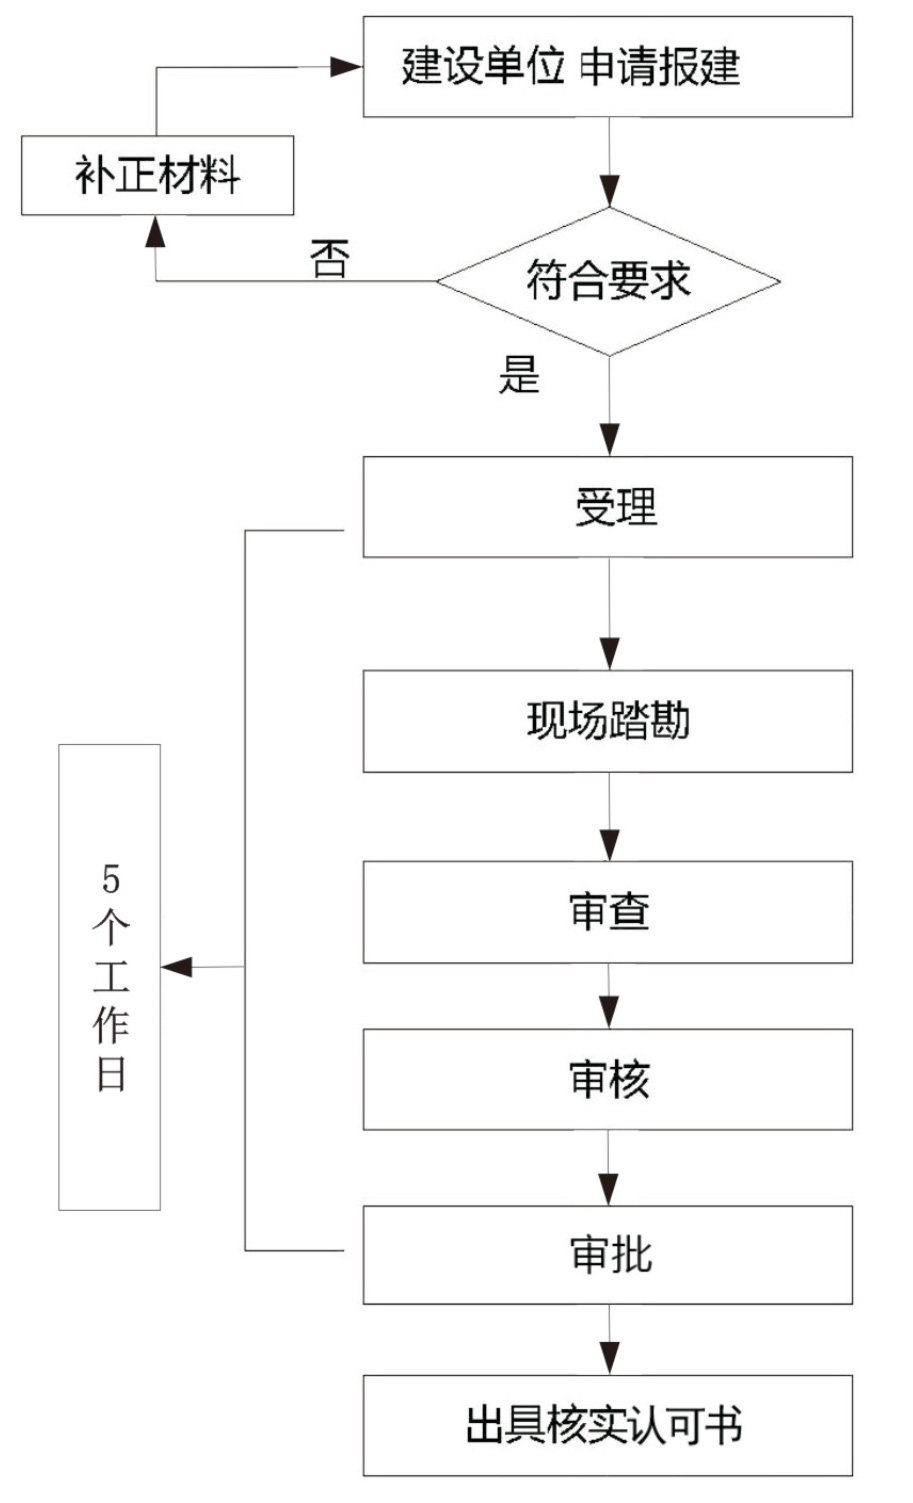 建设单位 申请报建
补正材料
否
符合要求
是
受理
现场踏勘
5
个
工
作
日
审查
审核
审批
出具核实认可书